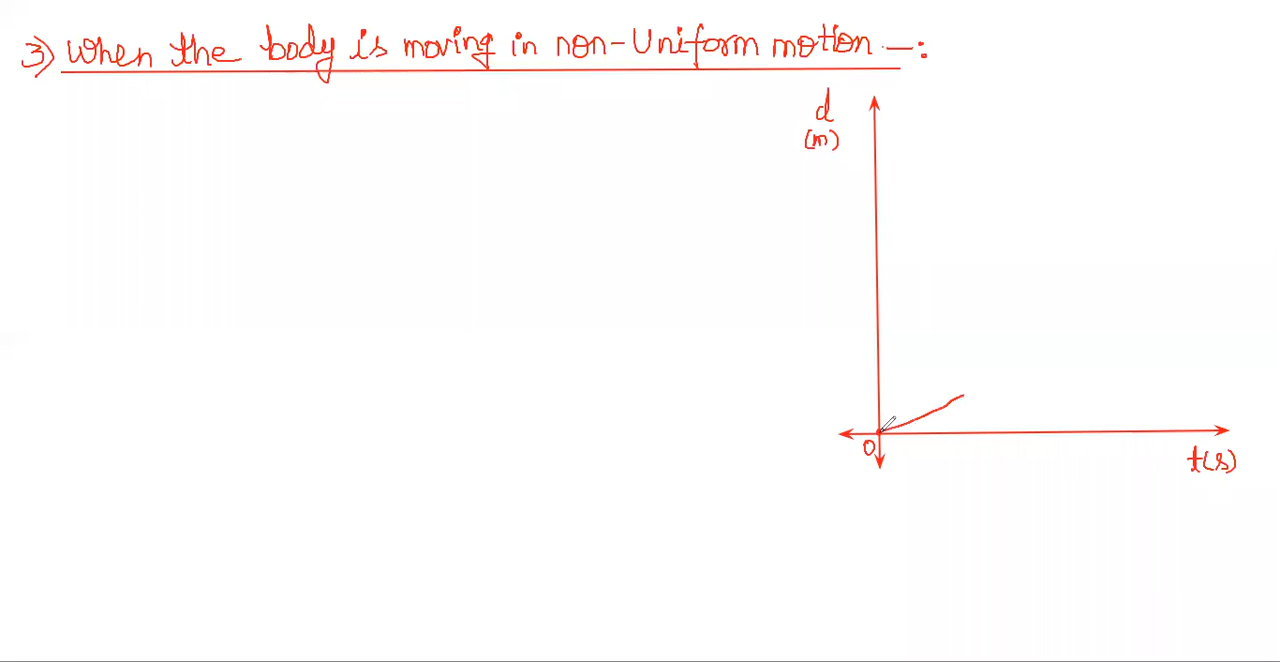 3) When the body is moving in non-Uniform motion -:
d
(m)
0
t(s)